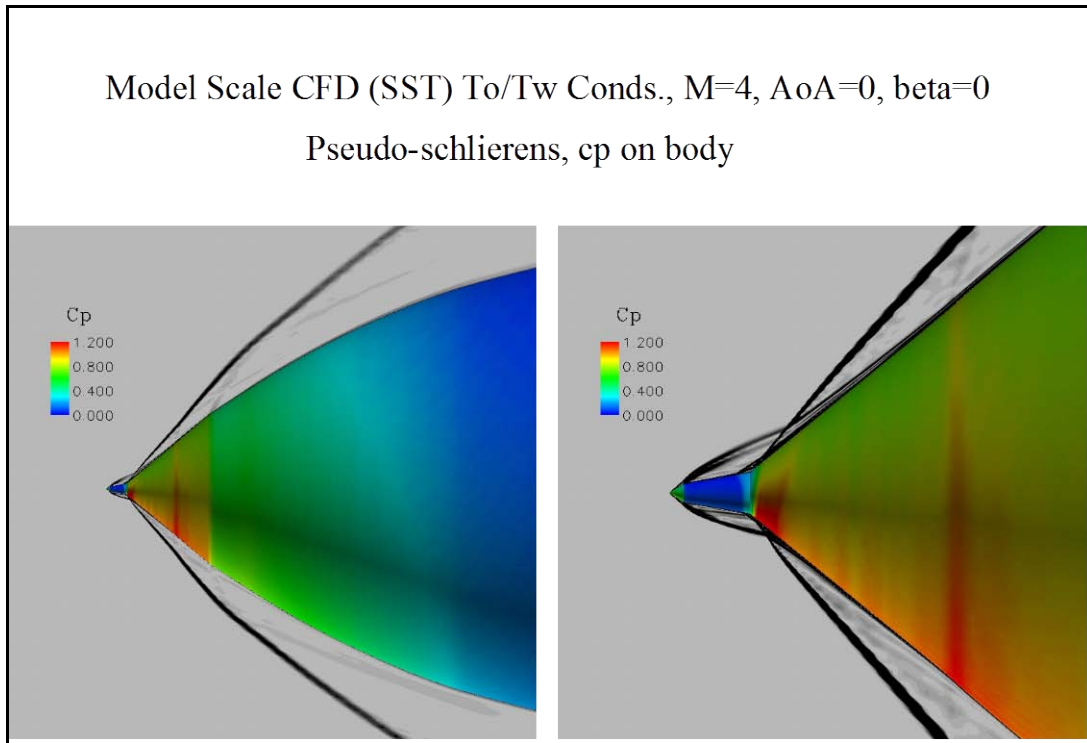 Model Scale CFD (SST) To/Tw Conds., M=4, AoA=0, beta=0
Pseudo-schlierens, cp on body
Cp
1.200
0.800
0.400
0.000
Cp
1.200
0.800
0.400
0.000